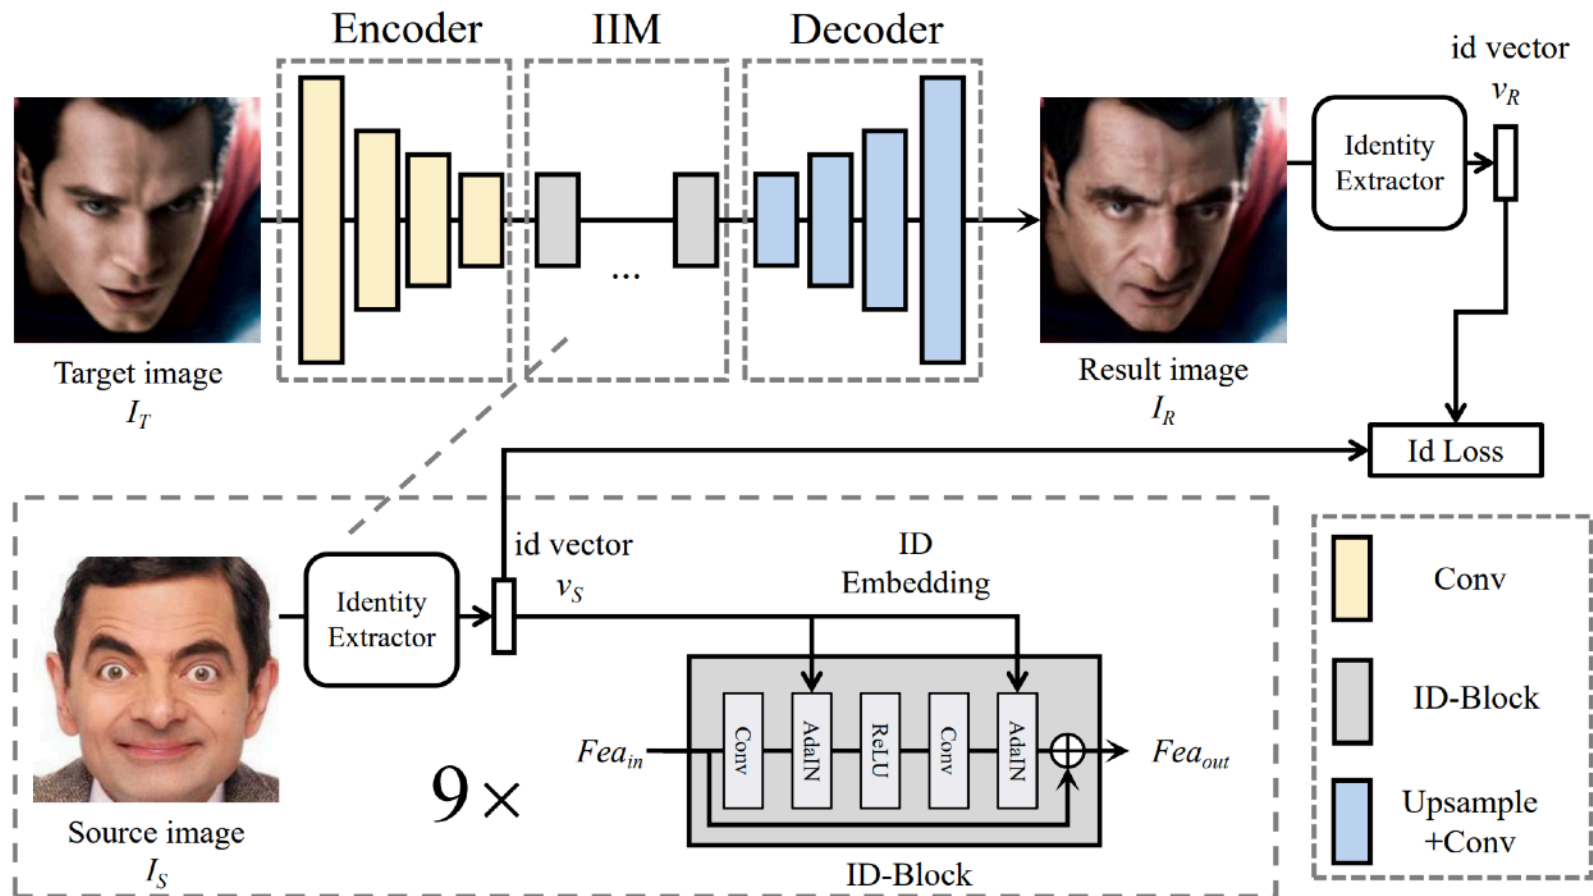 Encoder
IIM
Decoder
id vector
v_R
Identity
Extractor
...
Target image
I_T
Result image
I_R
Id Loss
id vector
v_S
ID
Embedding
Identity
Extractor
Conv
AdaIN
ReLU
Conv
AdaIN
Fea_in
Fea_out
9×
ID-Block
Source image
I_S
Conv
ID-Block
Upsample
+Conv